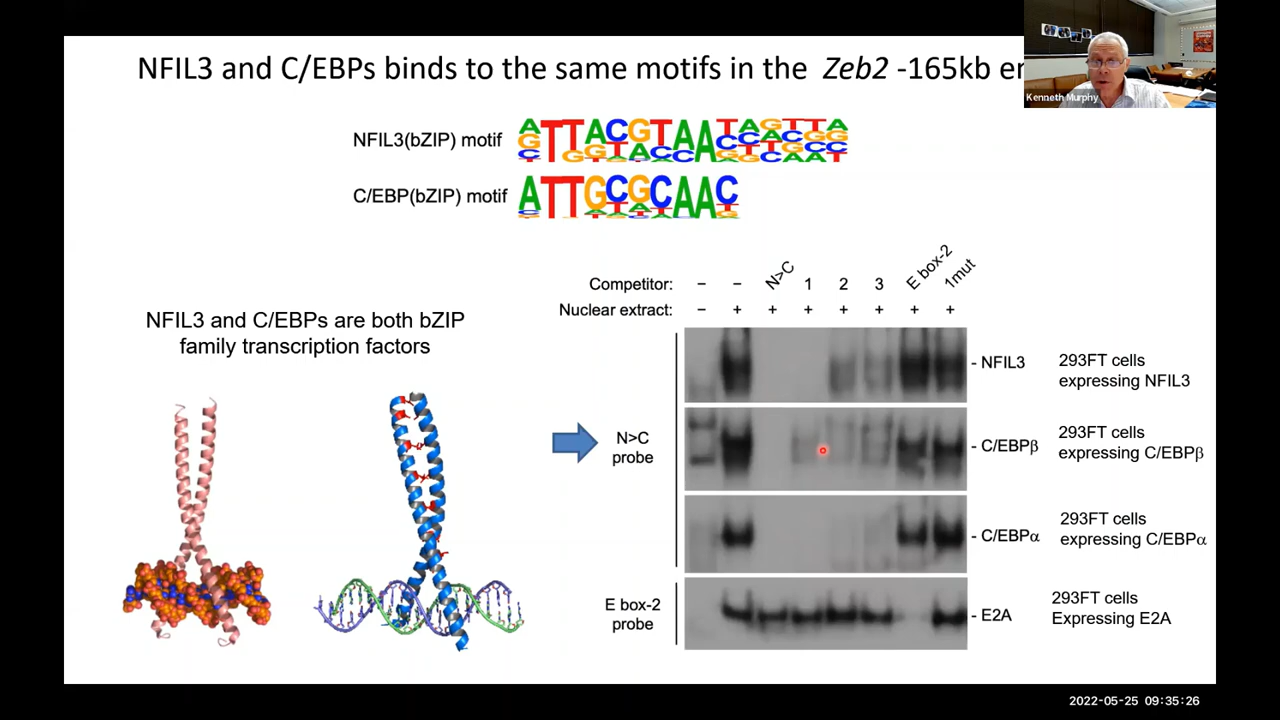 NFIL3 and C/EBPs binds to the same motifs in the Zeb2 -165kb
Kenneth Murphy
NFIL3(bZIP) motif
C/EBP(bZIP) motif
NFIL3 and C/EBPs are both bZIP
family transcription factors
Competitor: – – N>C 1 2 3 E box-2 1mut
Nuclear extract: – + + + + + + +
N>C
probe
- NFIL3
293FT cells
expressing NFIL3
- C/EBPβ
293FT cells
expressing C/EBPβ
- C/EBPα
293FT cells
expressing C/EBPα
E box-2
probe
- E2A
293FT cells
Expressing E2A
2022-05-25 09:35:26